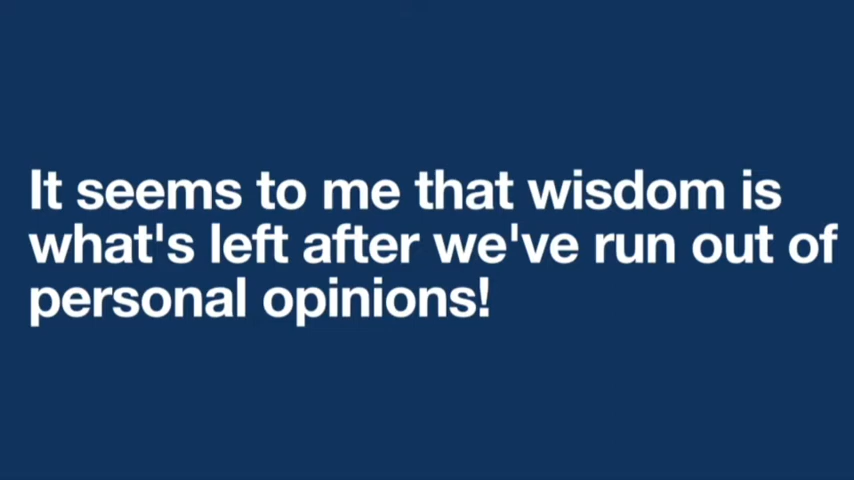 It seems to me that wisdom is
what's left after we've run out of
personal opinions!